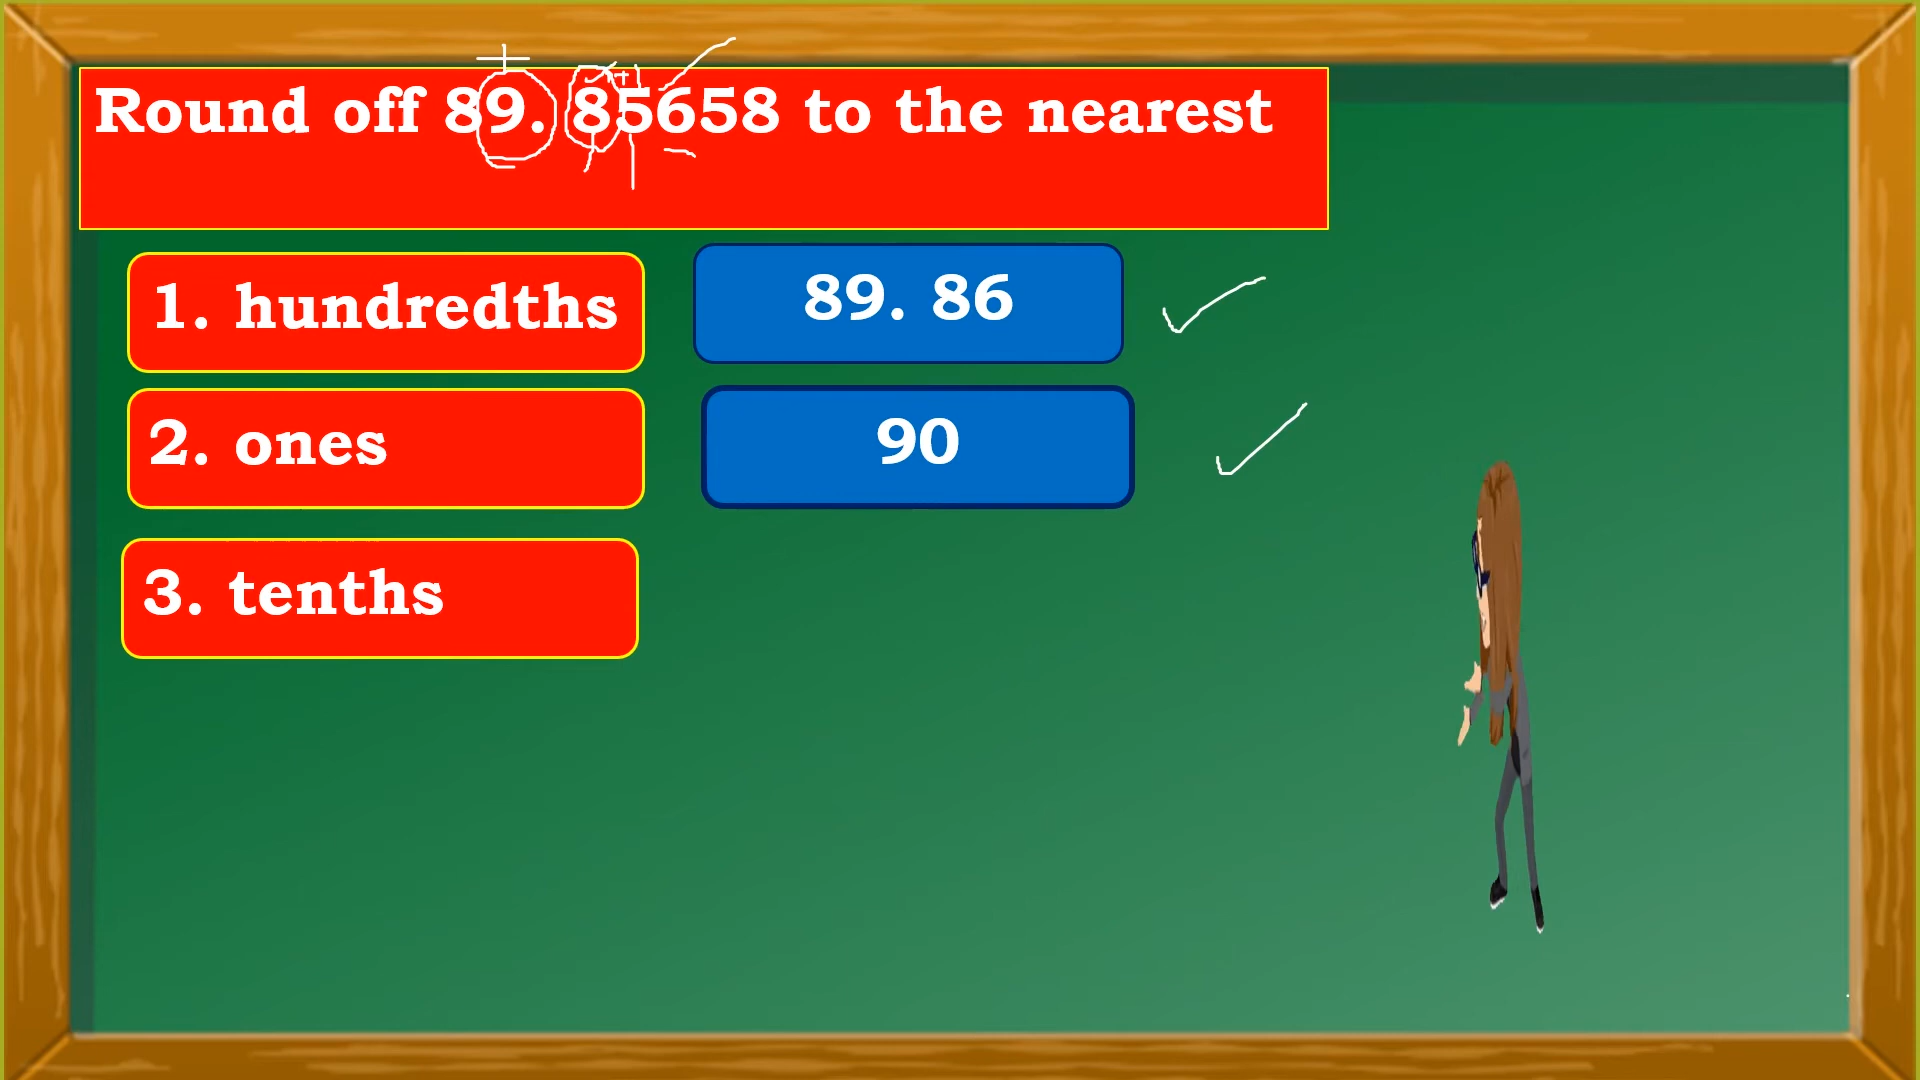 Round off 89. 85658 to the nearest
1. hundredths
89. 86
2. ones
90
3. tenths